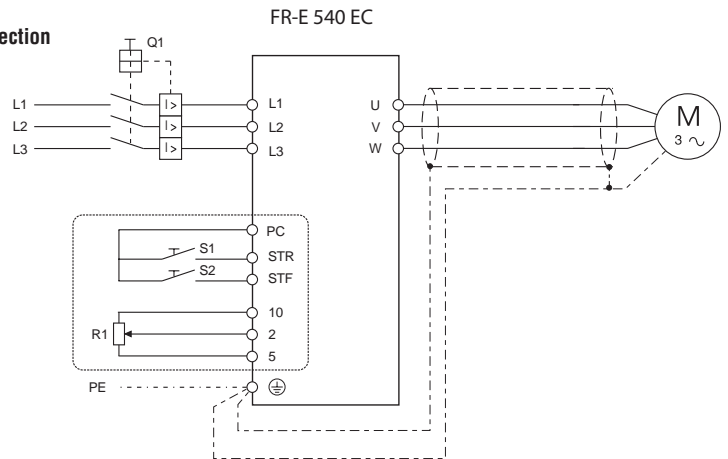 FR-E 540 EC
ection
Q1
L1 I> L1 U
L2 I> L2 V
L3 I> L3 W
M
3 ~
PC
S1 STR
S2 STF
10
R1 2
5
PE